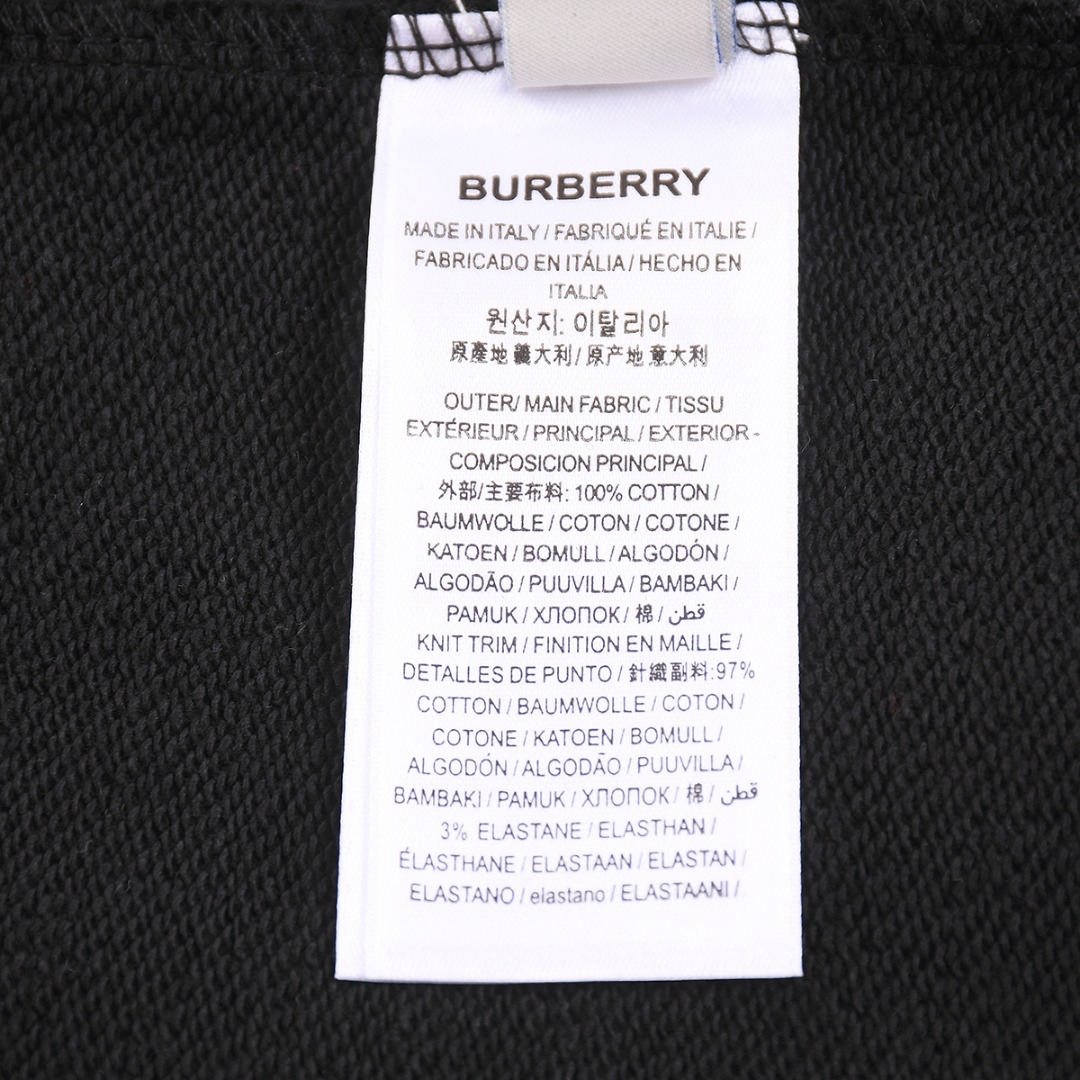 BURBERRY
MADE IN ITALY / FABRIQUÉ EN ITALIE /
FABRICADO EN ITÁLIA / HECHO EN
ITALIA
원산지: 이탈리아
原產地 義大利 / 原产地 意大利
OUTER/ MAIN FABRIC / TISSU
EXTÉRIEUR / PRINCIPAL / EXTERIOR -
COMPOSICION PRINCIPAL /
外部/主要布料: 100% COTTON /
BAUMWOLLE / COTON / COTONE /
KATOEN / BOMULL / ALGODÓN /
ALGODÃO / PUUVILLA / BAMBAKI /
PAMUK / ХЛОПОК / 棉 / قطن
KNIT TRIM / FINITION EN MAILLE /
DETALLES DE PUNTO / 針織副料:97%
COTTON / BAUMWOLLE / COTON /
COTONE / KATOEN / BOMULL /
ALGODÓN / ALGODÃO / PUUVILLA /
BAMBAKI / PAMUK / ХЛОПОК / 棉 / قطن
3% ELASTANE / ELASTHAN /
ÉLASTHANE / ELASTAAN / ELASTAN /
ELASTANO / elastano / ELASTAANI /